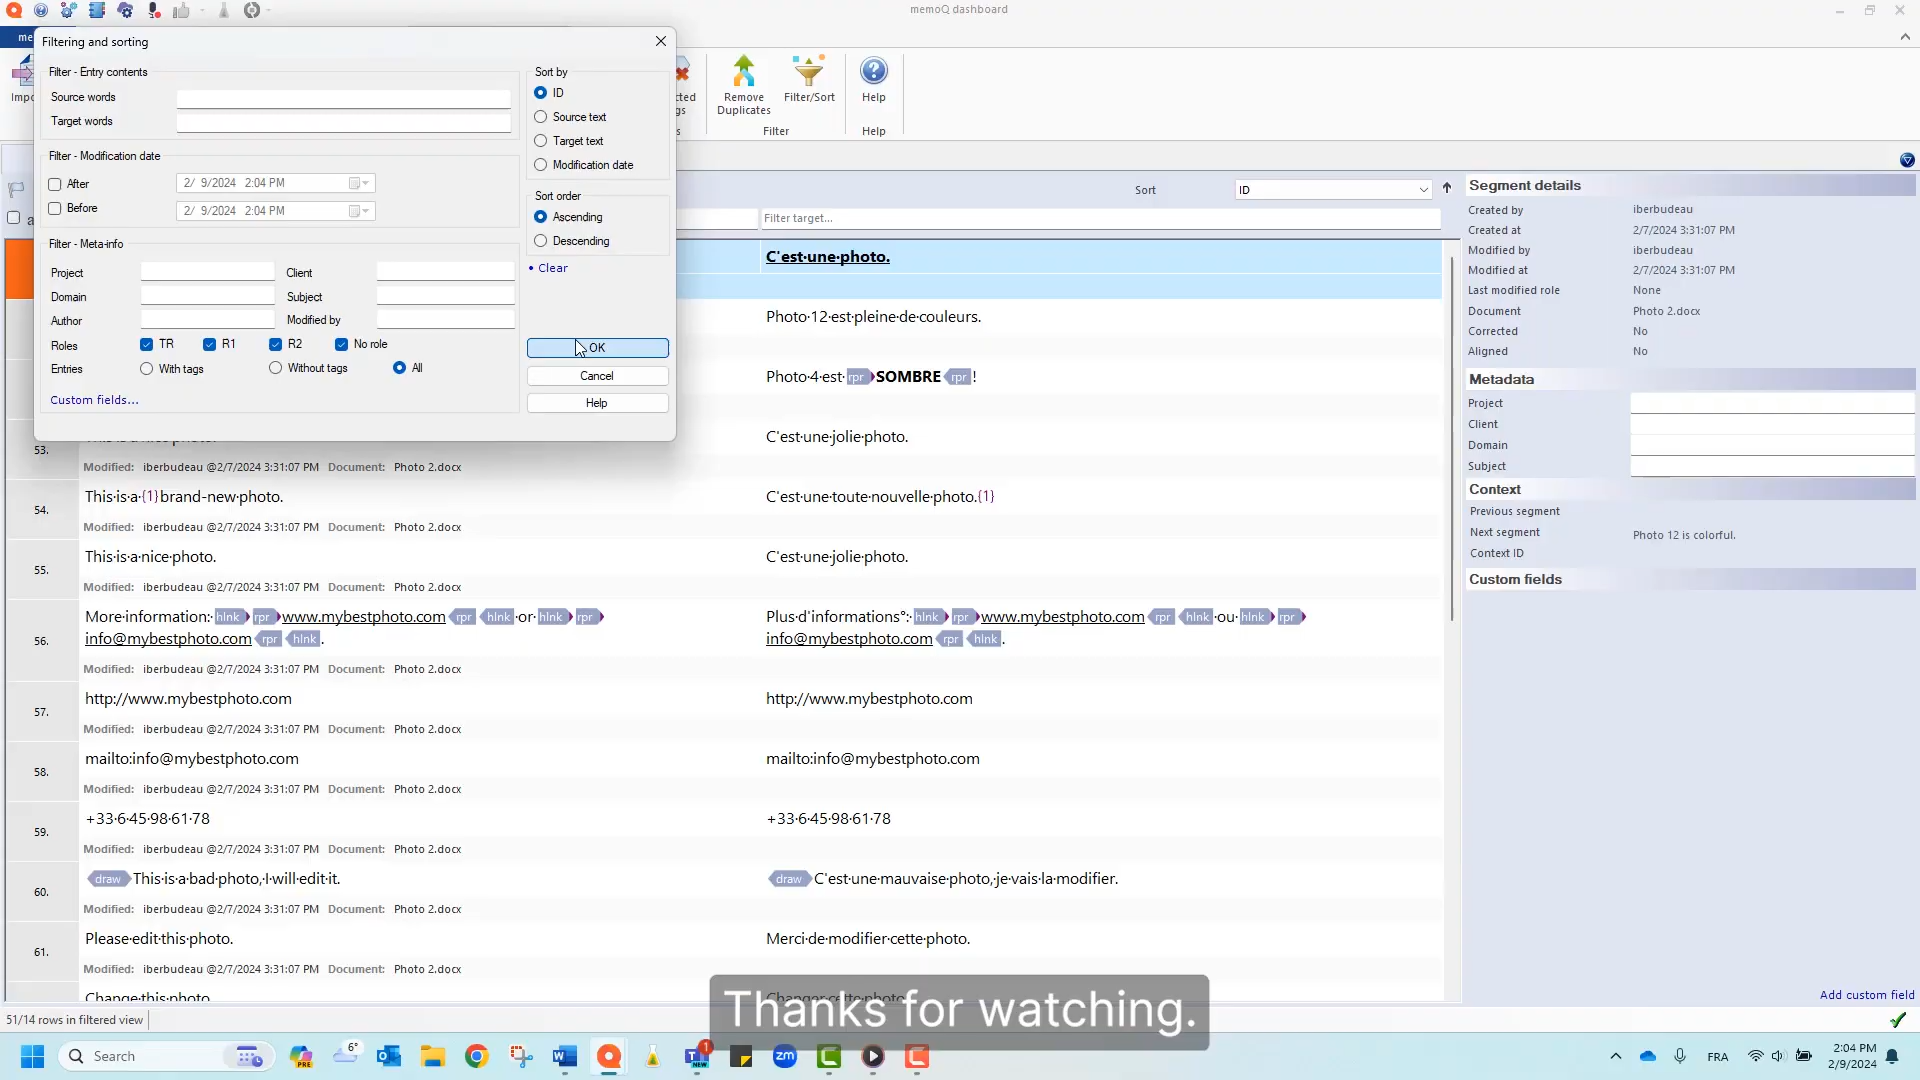 memoQ dashboard
Filtering and sorting
Filter - Entry contents
Source words
Target words
Filter - Modification date
After 2/ 9/2024 2:04 PM
Before 2/ 9/2024 2:04 PM
Filter - Meta-info
Project Client
Domain Subject
Author Modified by
Roles TR R1 R2 No role
Entries With tags Without tags All
Custom fields...
Sort by
ID
Source text
Target text
Modification date
Sort order
Ascending
Descending
• Clear
OK
Cancel
Help
Remove Duplicates
Filter/Sort
Filter
Help
Help
Sort ID
Filter target...
C'est·une·photo.
Photo·12·est·pleine·de·couleurs.
Photo·4·est· rpr SOMBRE rpr !
53. C'est·une·jolie·photo.
Modified: iberbudeau @2/7/2024 3:31:07 PM Document: Photo 2.docx
54. This·is·a·{1}brand-new·photo. C'est·une·toute·nouvelle·photo.{1}
Modified: iberbudeau @2/7/2024 3:31:07 PM Document: Photo 2.docx
55. This·is·a·nice·photo. C'est·une·jolie·photo.
Modified: iberbudeau @2/7/2024 3:31:07 PM Document: Photo 2.docx
56. More·information:· hlnk rpr www.mybestphoto.com rpr hlnk ·or· hlnk rpr
info@mybestphoto.com rpr hlnk .
Plus·d'informations°:· hlnk rpr www.mybestphoto.com rpr hlnk ·ou· hlnk rpr
info@mybestphoto.com rpr hlnk .
Modified: iberbudeau @2/7/2024 3:31:07 PM Document: Photo 2.docx
57. http://www.mybestphoto.com http://www.mybestphoto.com
Modified: iberbudeau @2/7/2024 3:31:07 PM Document: Photo 2.docx
58. mailto:info@mybestphoto.com mailto:info@mybestphoto.com
Modified: iberbudeau @2/7/2024 3:31:07 PM Document: Photo 2.docx
59. +33·6·45·98·61·78 +33·6·45·98·61·78
Modified: iberbudeau @2/7/2024 3:31:07 PM Document: Photo 2.docx
60. draw This·is·a·bad·photo,·I·will·edit·it. draw C'est·une·mauvaise·photo,·je·vais·la·modifier.
Modified: iberbudeau @2/7/2024 3:31:07 PM Document: Photo 2.docx
61. Please·edit·this·photo. Merci·de·modifier·cette·photo.
Modified: iberbudeau @2/7/2024 3:31:07 PM Document: Photo 2.docx
Change·this·photo
Segment details
Created by iberbudeau
Created at 2/7/2024 3:31:07 PM
Modified by iberbudeau
Modified at 2/7/2024 3:31:07 PM
Last modified role None
Document Photo 2.docx
Corrected No
Aligned No
Metadata
Project
Client
Domain
Subject
Context
Previous segment
Next segment Photo 12 is colorful.
Context ID
Custom fields
Add custom field
Thanks for watching.
51/14 rows in filtered view
Search
PRE
6°
NEW
1
zm
FRA
2:04 PM
2/9/2024